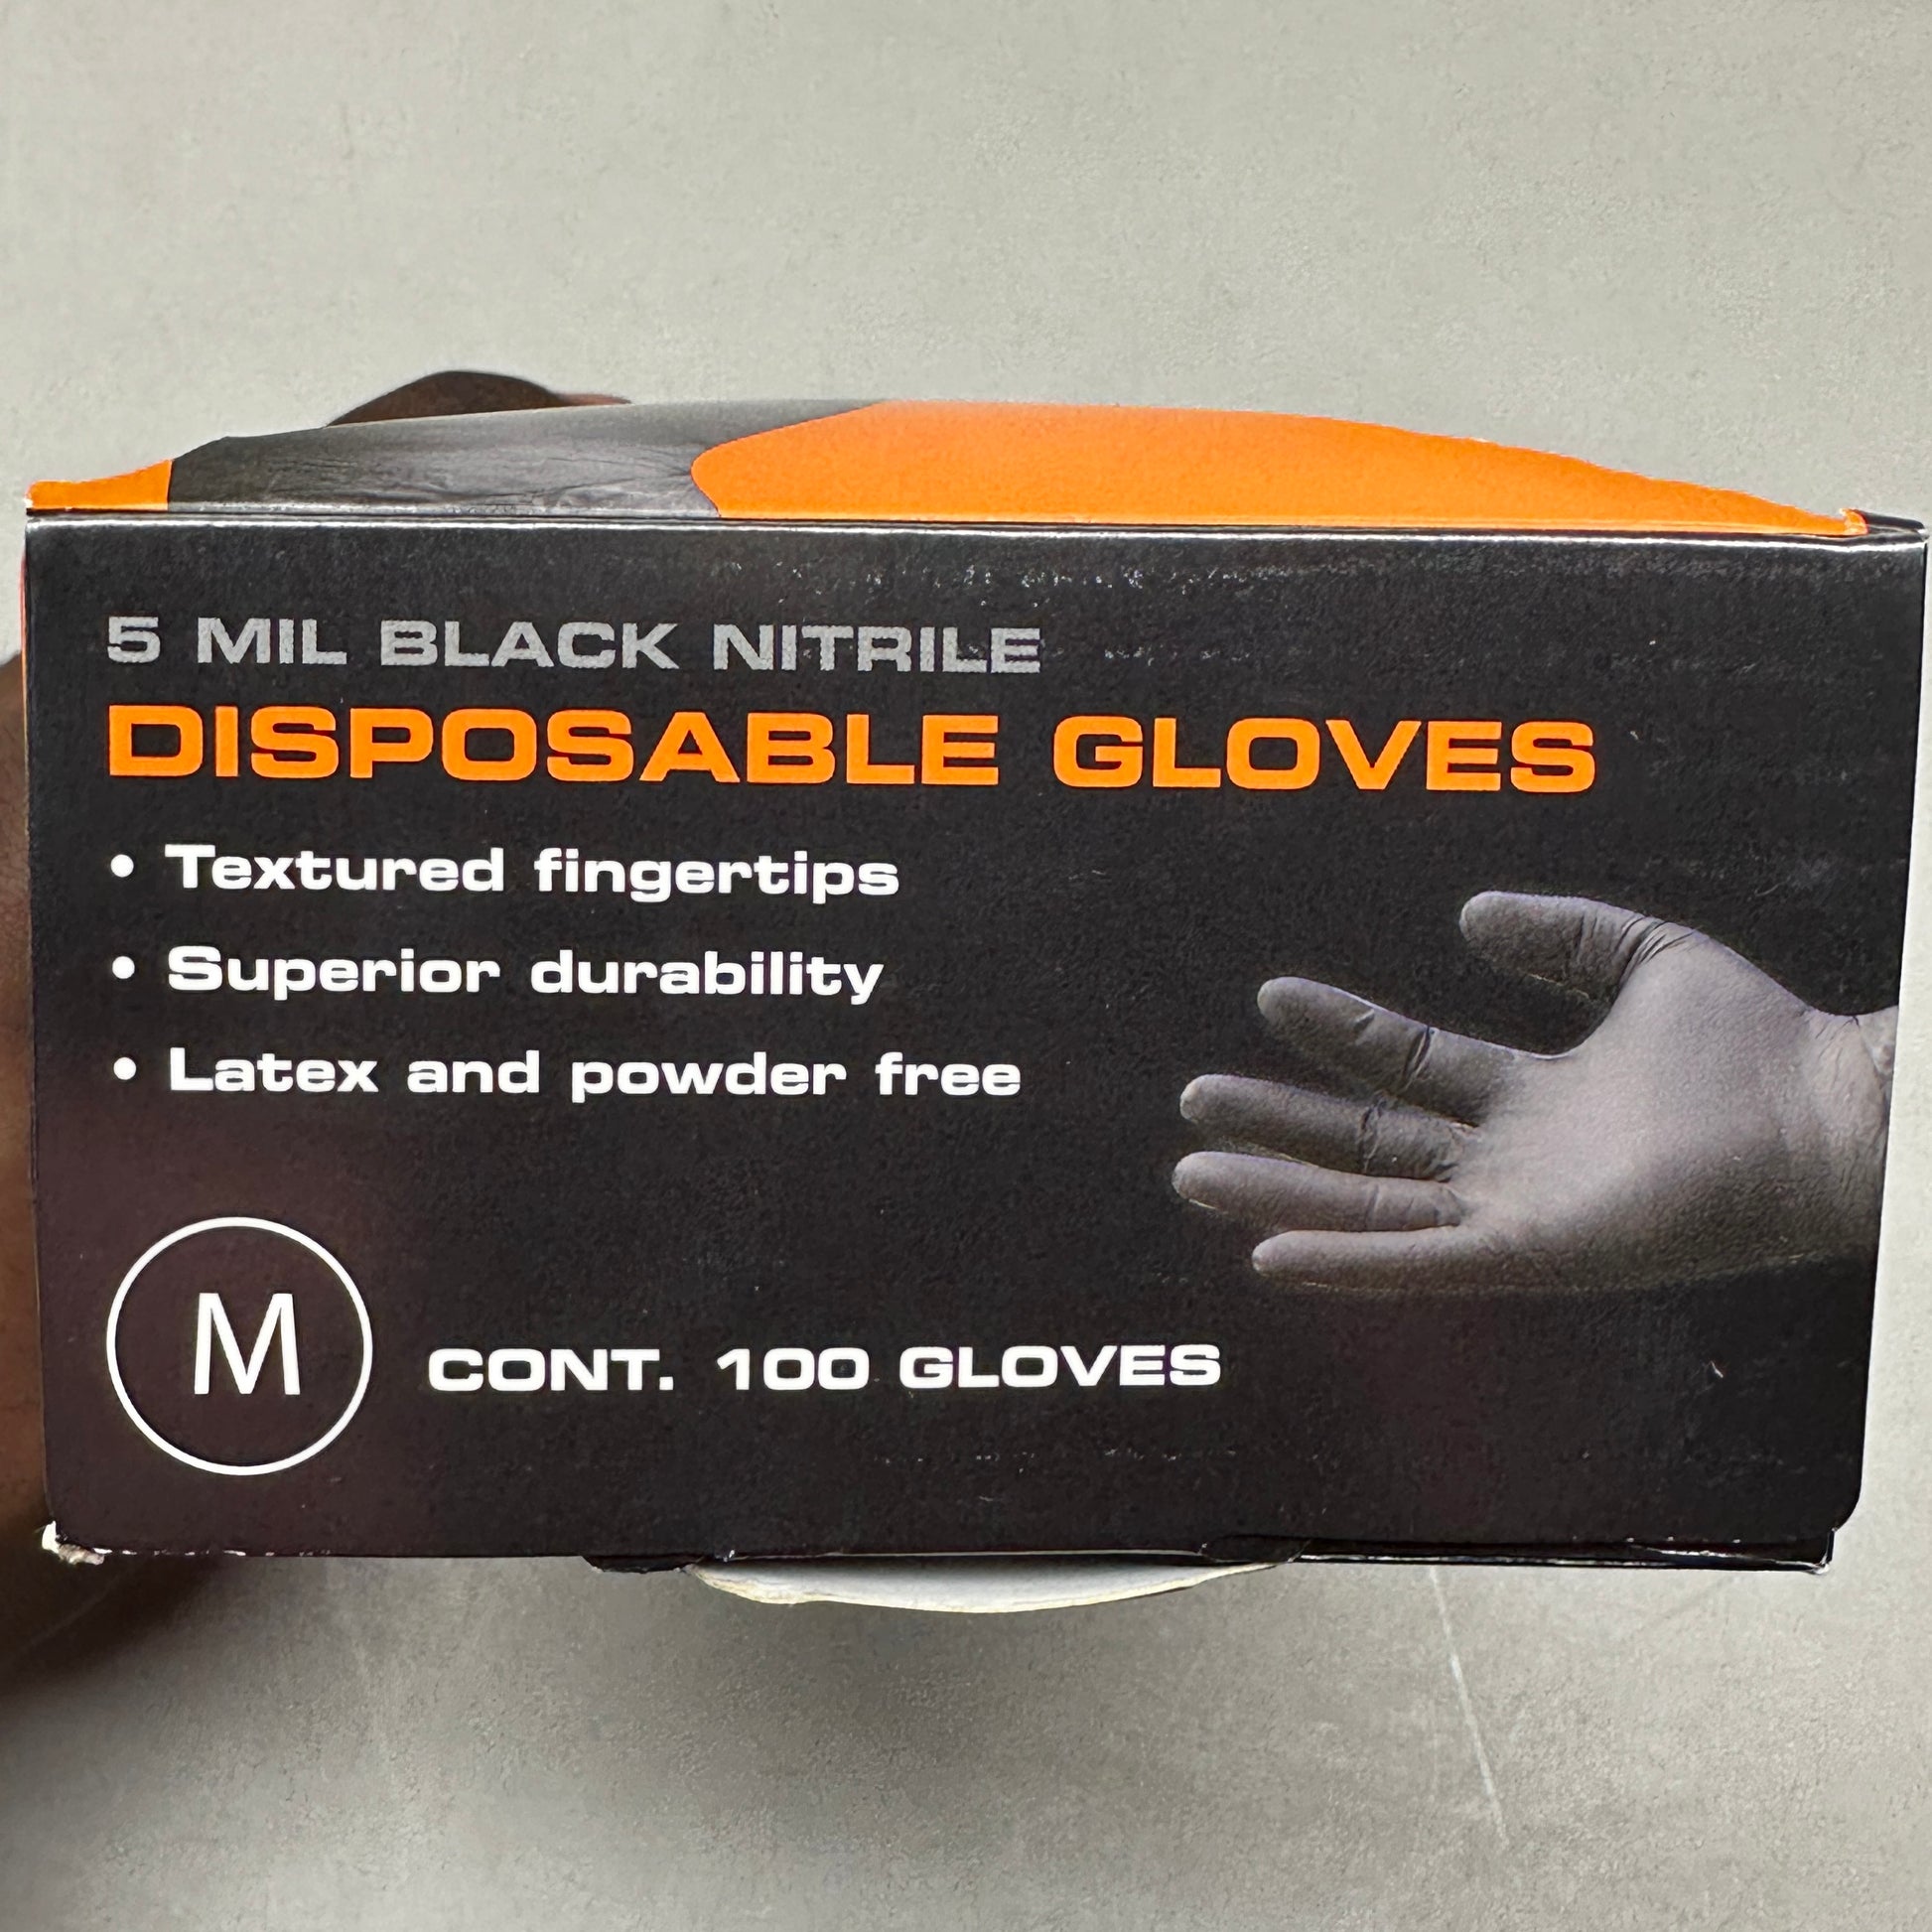 5 MIL BLACK NITRILE
DISPOSABLE GLOVES
• Textured fingertips
• Superior durability
• Latex and powder free
M
CONT. 100 GLOVES